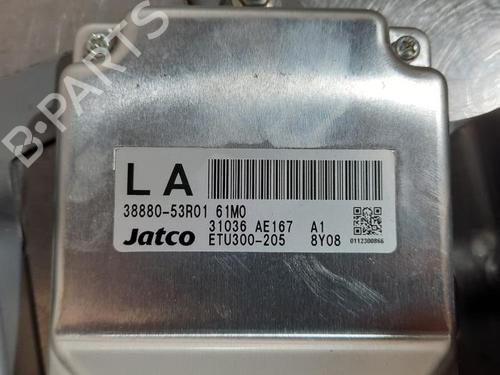 B-PARTS
LA
38880-53R01 61M0
Jatco 31036 AE167 A1
ETU300-205 8Y08
0112300866